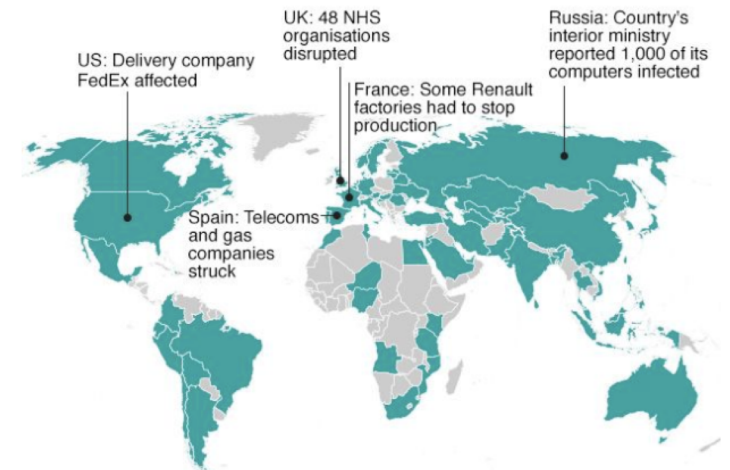 US: Delivery company
FedEx affected
UK: 48 NHS
organisations
disrupted
France: Some Renault
factories had to stop
production
Russia: Country's
interior ministry
reported 1,000 of its
computers infected
Spain: Telecoms
and gas
companies
struck